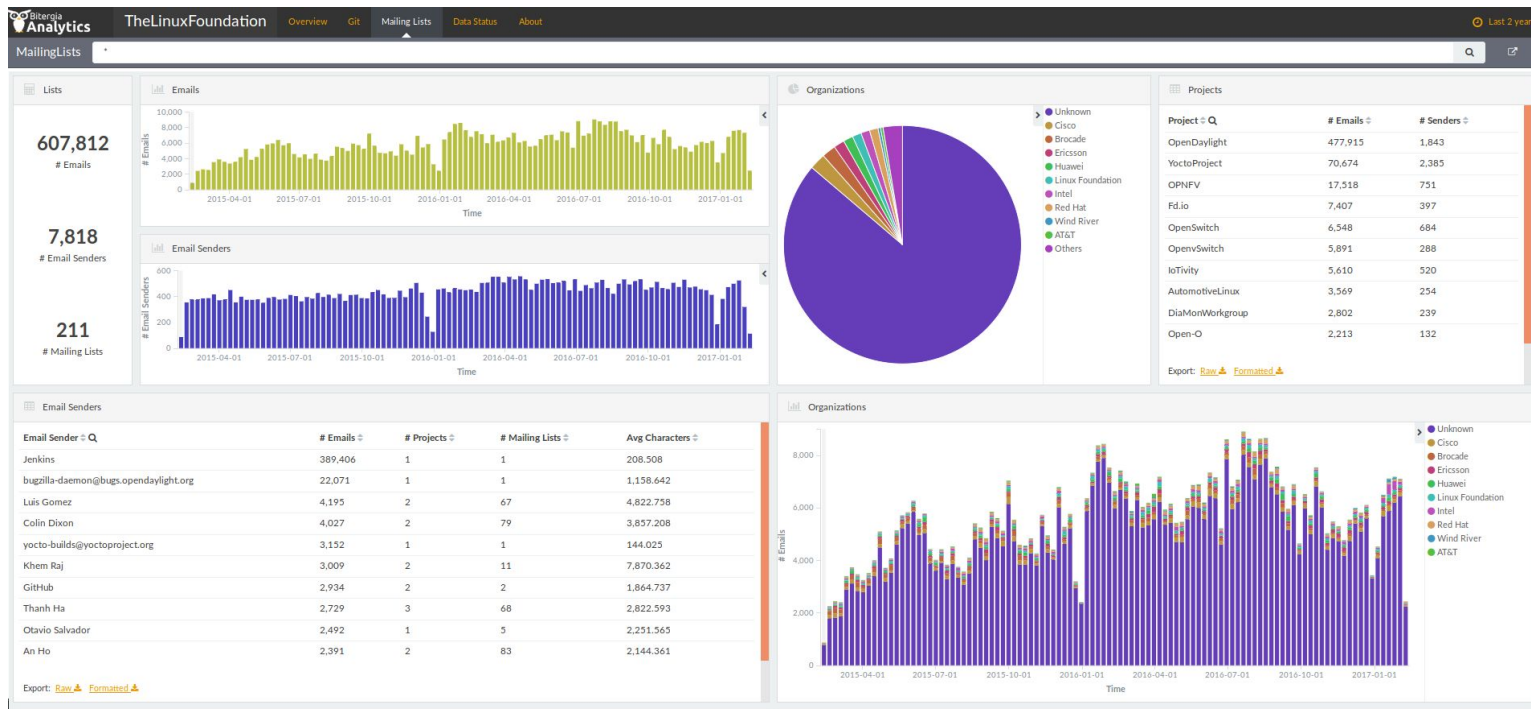 Bitergia
Analytics
TheLinuxFoundation
Overview Git Mailing Lists Data Status About
Last 2 year
MailingLists *
Lists
607,812
# Emails
7,818
# Email Senders
211
# Mailing Lists
Emails
10,000
8,000
6,000
4,000
2,000
0
# Emails
2015-04-01 2015-07-01 2015-10-01 2016-01-01 2016-04-01 2016-07-01 2016-10-01 2017-01-01
Time
Email Senders
600
400
200
0
# Email Senders
2015-04-01 2015-07-01 2015-10-01 2016-01-01 2016-04-01 2016-07-01 2016-10-01 2017-01-01
Time
Organizations
Unknown
Cisco
Brocade
Ericsson
Huawei
Linux Foundation
Intel
Red Hat
Wind River
AT&T
Others
Projects
Project # Emails # Senders
OpenDaylight 477,915 1,843
YoctoProject 70,674 2,385
OPNFV 17,518 751
Fd.io 7,407 397
OpenSwitch 6,548 684
OpenvSwitch 5,891 288
IoTivity 5,610 520
AutomotiveLinux 3,569 254
DiaMonWorkgroup 2,802 239
Open-O 2,213 132
Export: Raw Formatted
Email Senders
Email Sender # Emails # Projects # Mailing Lists Avg Characters
Jenkins 389,406 1 1 208.508
bugzilla-daemon@bugs.opendaylight.org 22,071 1 1 1,158.642
Luis Gomez 4,195 2 67 4,822.758
Colin Dixon 4,027 2 79 3,857.208
yocto-builds@yoctoproject.org 3,152 1 1 144.025
Khem Raj 3,009 2 11 7,870.362
GitHub 2,934 2 2 1,864.737
Thanh Ha 2,729 3 68 2,822.593
Otavio Salvador 2,492 1 5 2,251.565
An Ho 2,391 2 83 2,144.361
Export: Raw Formatted
Organizations
8,000
6,000
4,000
2,000
0
# Emails
2015-04-01 2015-07-01 2015-10-01 2016-01-01 2016-04-01 2016-07-01 2016-10-01 2017-01-01
Time
Unknown
Cisco
Brocade
Ericsson
Huawei
Linux Foundation
Intel
Red Hat
Wind River
AT&T